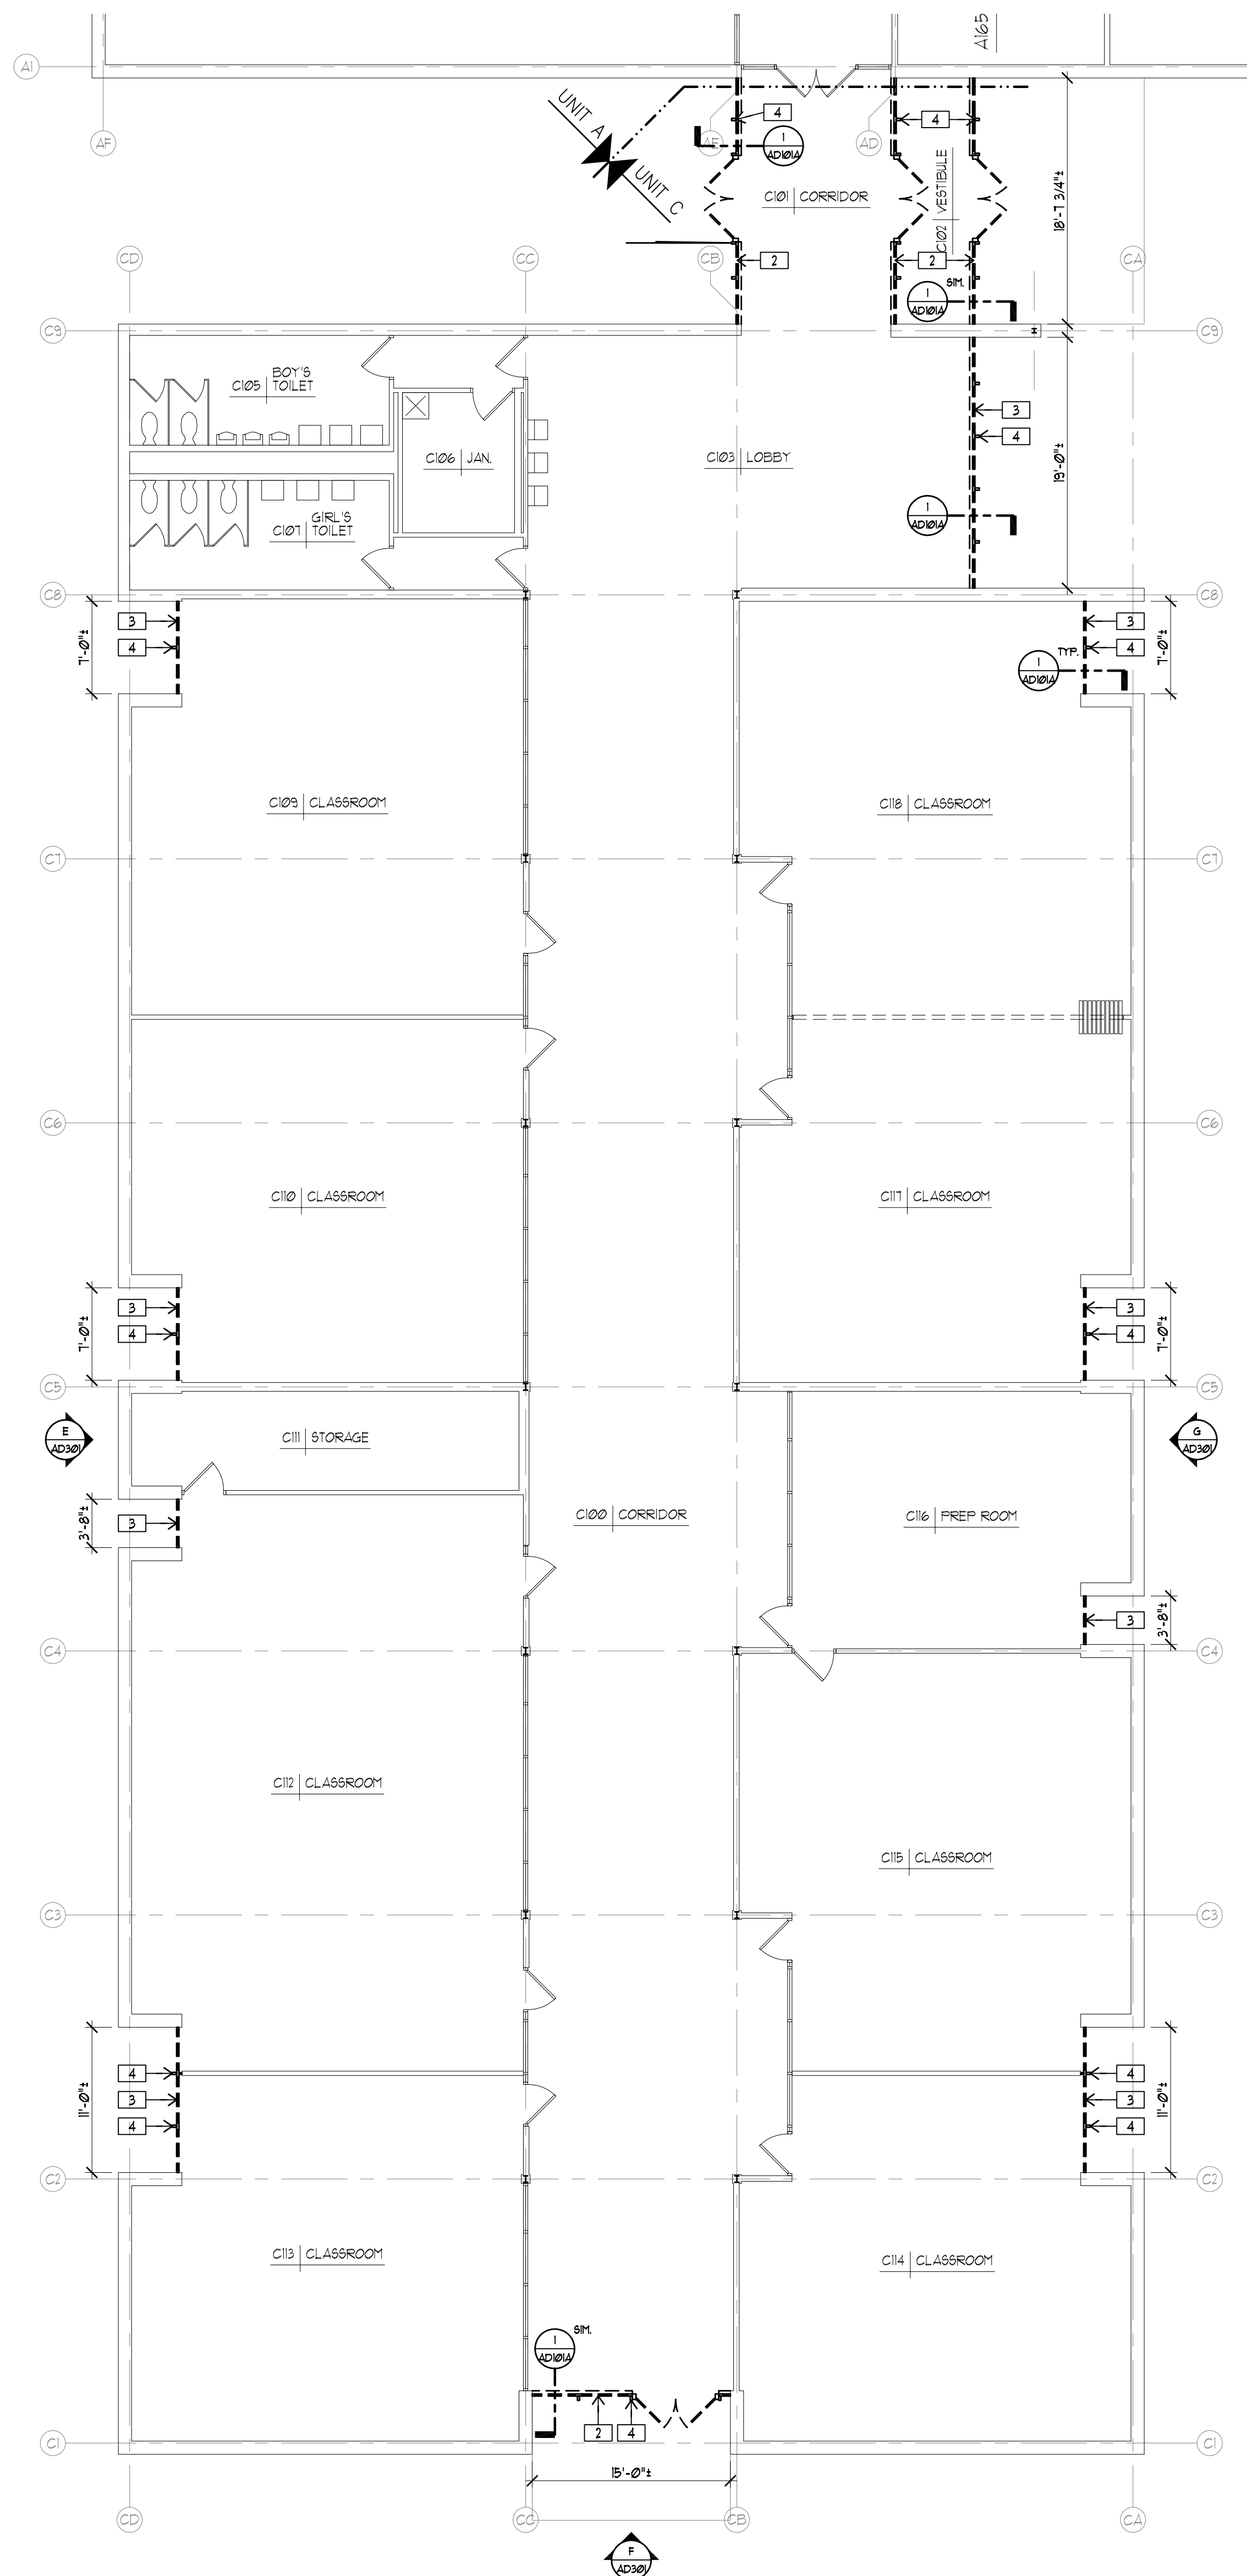 A165
A1
AF
AE
AD
4
4
1
AD101A
UNIT A
UNIT C
C101 CORRIDOR
C102 VESTIBULE
18'-7 3/4"±
2
2
CD
CC
CB
CA
SIM.
1
AD101A
C9
C9
BOY'S
C105 TOILET
C106 JAN.
C103 LOBBY
3
4
19'-0"±
GIRL'S
C107 TOILET
1
AD101A
C8
C8
7'-0"±
3
4
3
4
7'-0"±
TYP.
1
AD101A
C109 CLASSROOM
C118 CLASSROOM
C7
C7
C6
C6
C110 CLASSROOM
C117 CLASSROOM
7'-0"±
3
4
3
4
7'-0"±
C5
C5
E
AD301
C111 STORAGE
G
AD301
3'-8"±
3
C100 CORRIDOR
C116 PREP ROOM
3
3'-8"±
C4
C4
C112 CLASSROOM
C115 CLASSROOM
C3
C3
11'-0"±
4
3
4
4
3
4
11'-0"±
C2
C2
C113 CLASSROOM
C114 CLASSROOM
SIM.
1
AD101A
2
4
C1
C1
15'-0"±
CD
CC
CB
CA
F
AD301